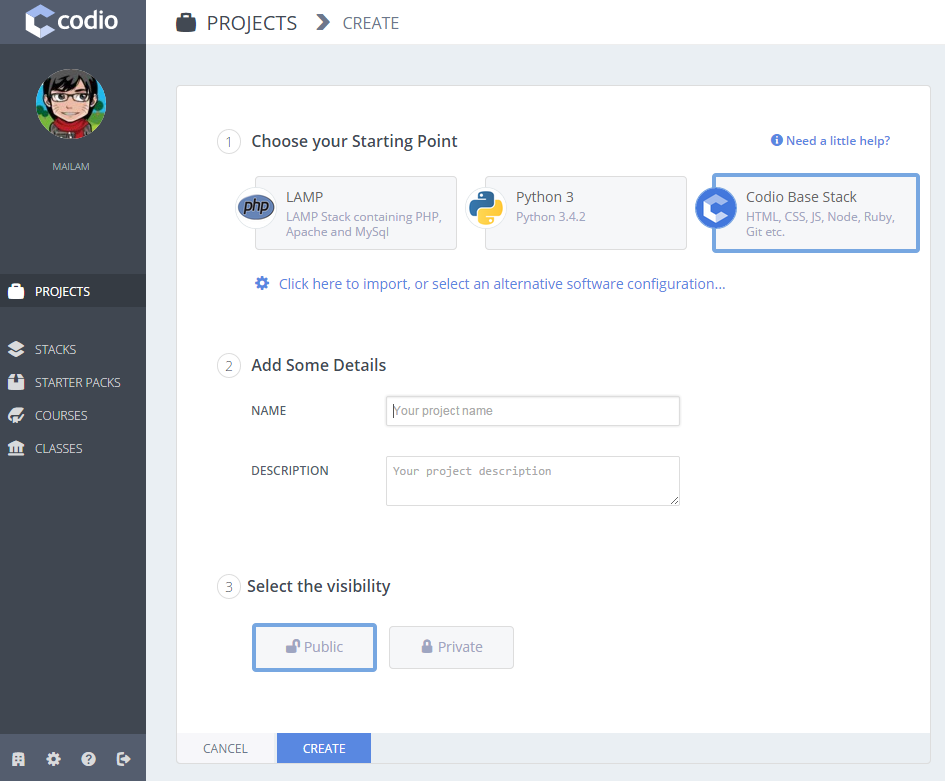 codio
PROJECTS
CREATE
MAILAM
PROJECTS
STACKS
STARTER PACKS
COURSES
CLASSES
1
Choose your Starting Point
Need a little help?
php
LAMP
LAMP Stack containing PHP,
Apache and MySql
Python 3
Python 3.4.2
Codio Base Stack
HTML, CSS, JS, Node, Ruby,
Git etc.
Click here to import, or select an alternative software configuration...
2
Add Some Details
NAME
Your project name
DESCRIPTION
Your project description
3
Select the visibility
Public
Private
CANCEL
CREATE